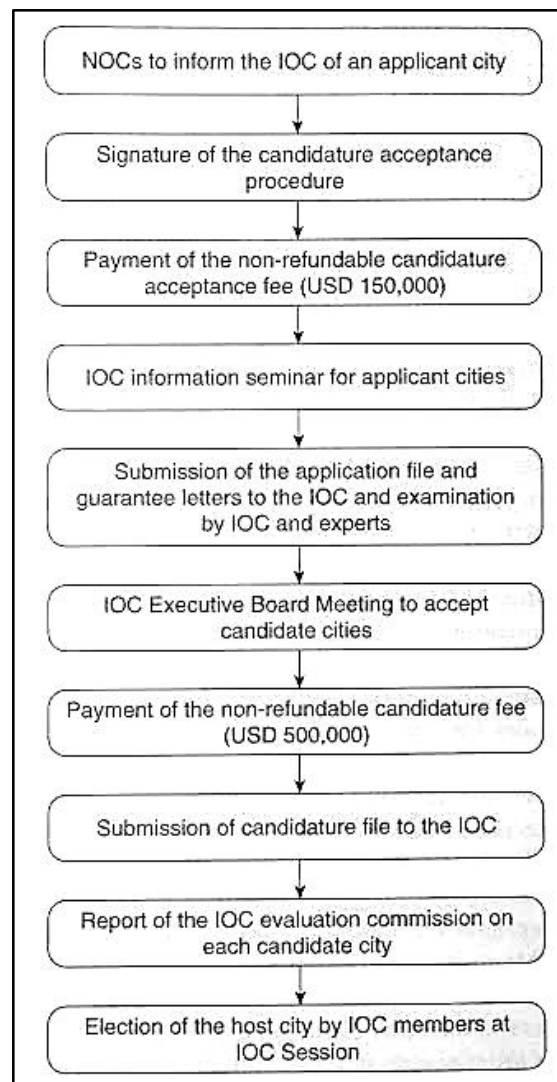 NOCs to inform the IOC of an applicant city
Signature of the candidature acceptance
procedure
Payment of the non-refundable candidature
acceptance fee (USD 150,000)
IOC information seminar for applicant cities
Submission of the application file and
guarantee letters to the IOC and examination
by IOC and experts
IOC Executive Board Meeting to accept
candidate cities
Payment of the non-refundable candidature fee
(USD 500,000)
Submission of candidature file to the IOC
Report of the IOC evaluation commission on
each candidate city
Election of the host city by IOC members at
IOC Session